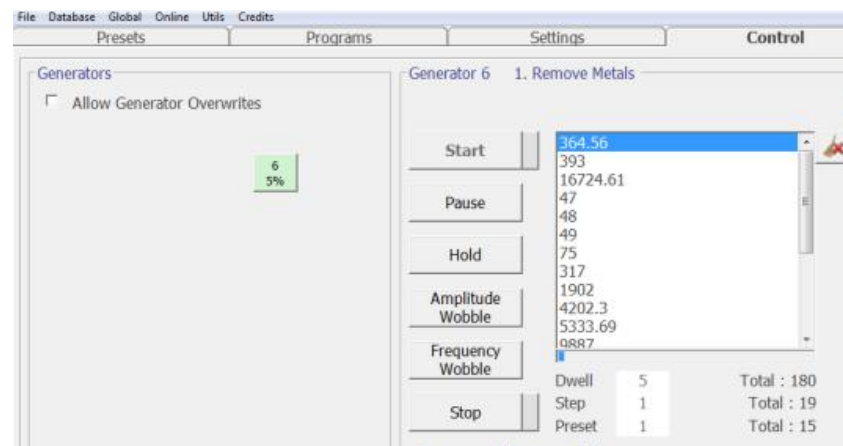 File Database Global Online Utils Credits
Presets Programs Settings Control
Generators
Allow Generator Overwrites
6
5%
Generator 6 1. Remove Metals
Start
Pause
Hold
Amplitude
Wobble
Frequency
Wobble
Stop
364.56
393
16724.61
47
48
49
75
317
1902
4202.3
5333.69
9887
Dwell 5 Total : 180
Step 1 Total : 19
Preset 1 Total : 15